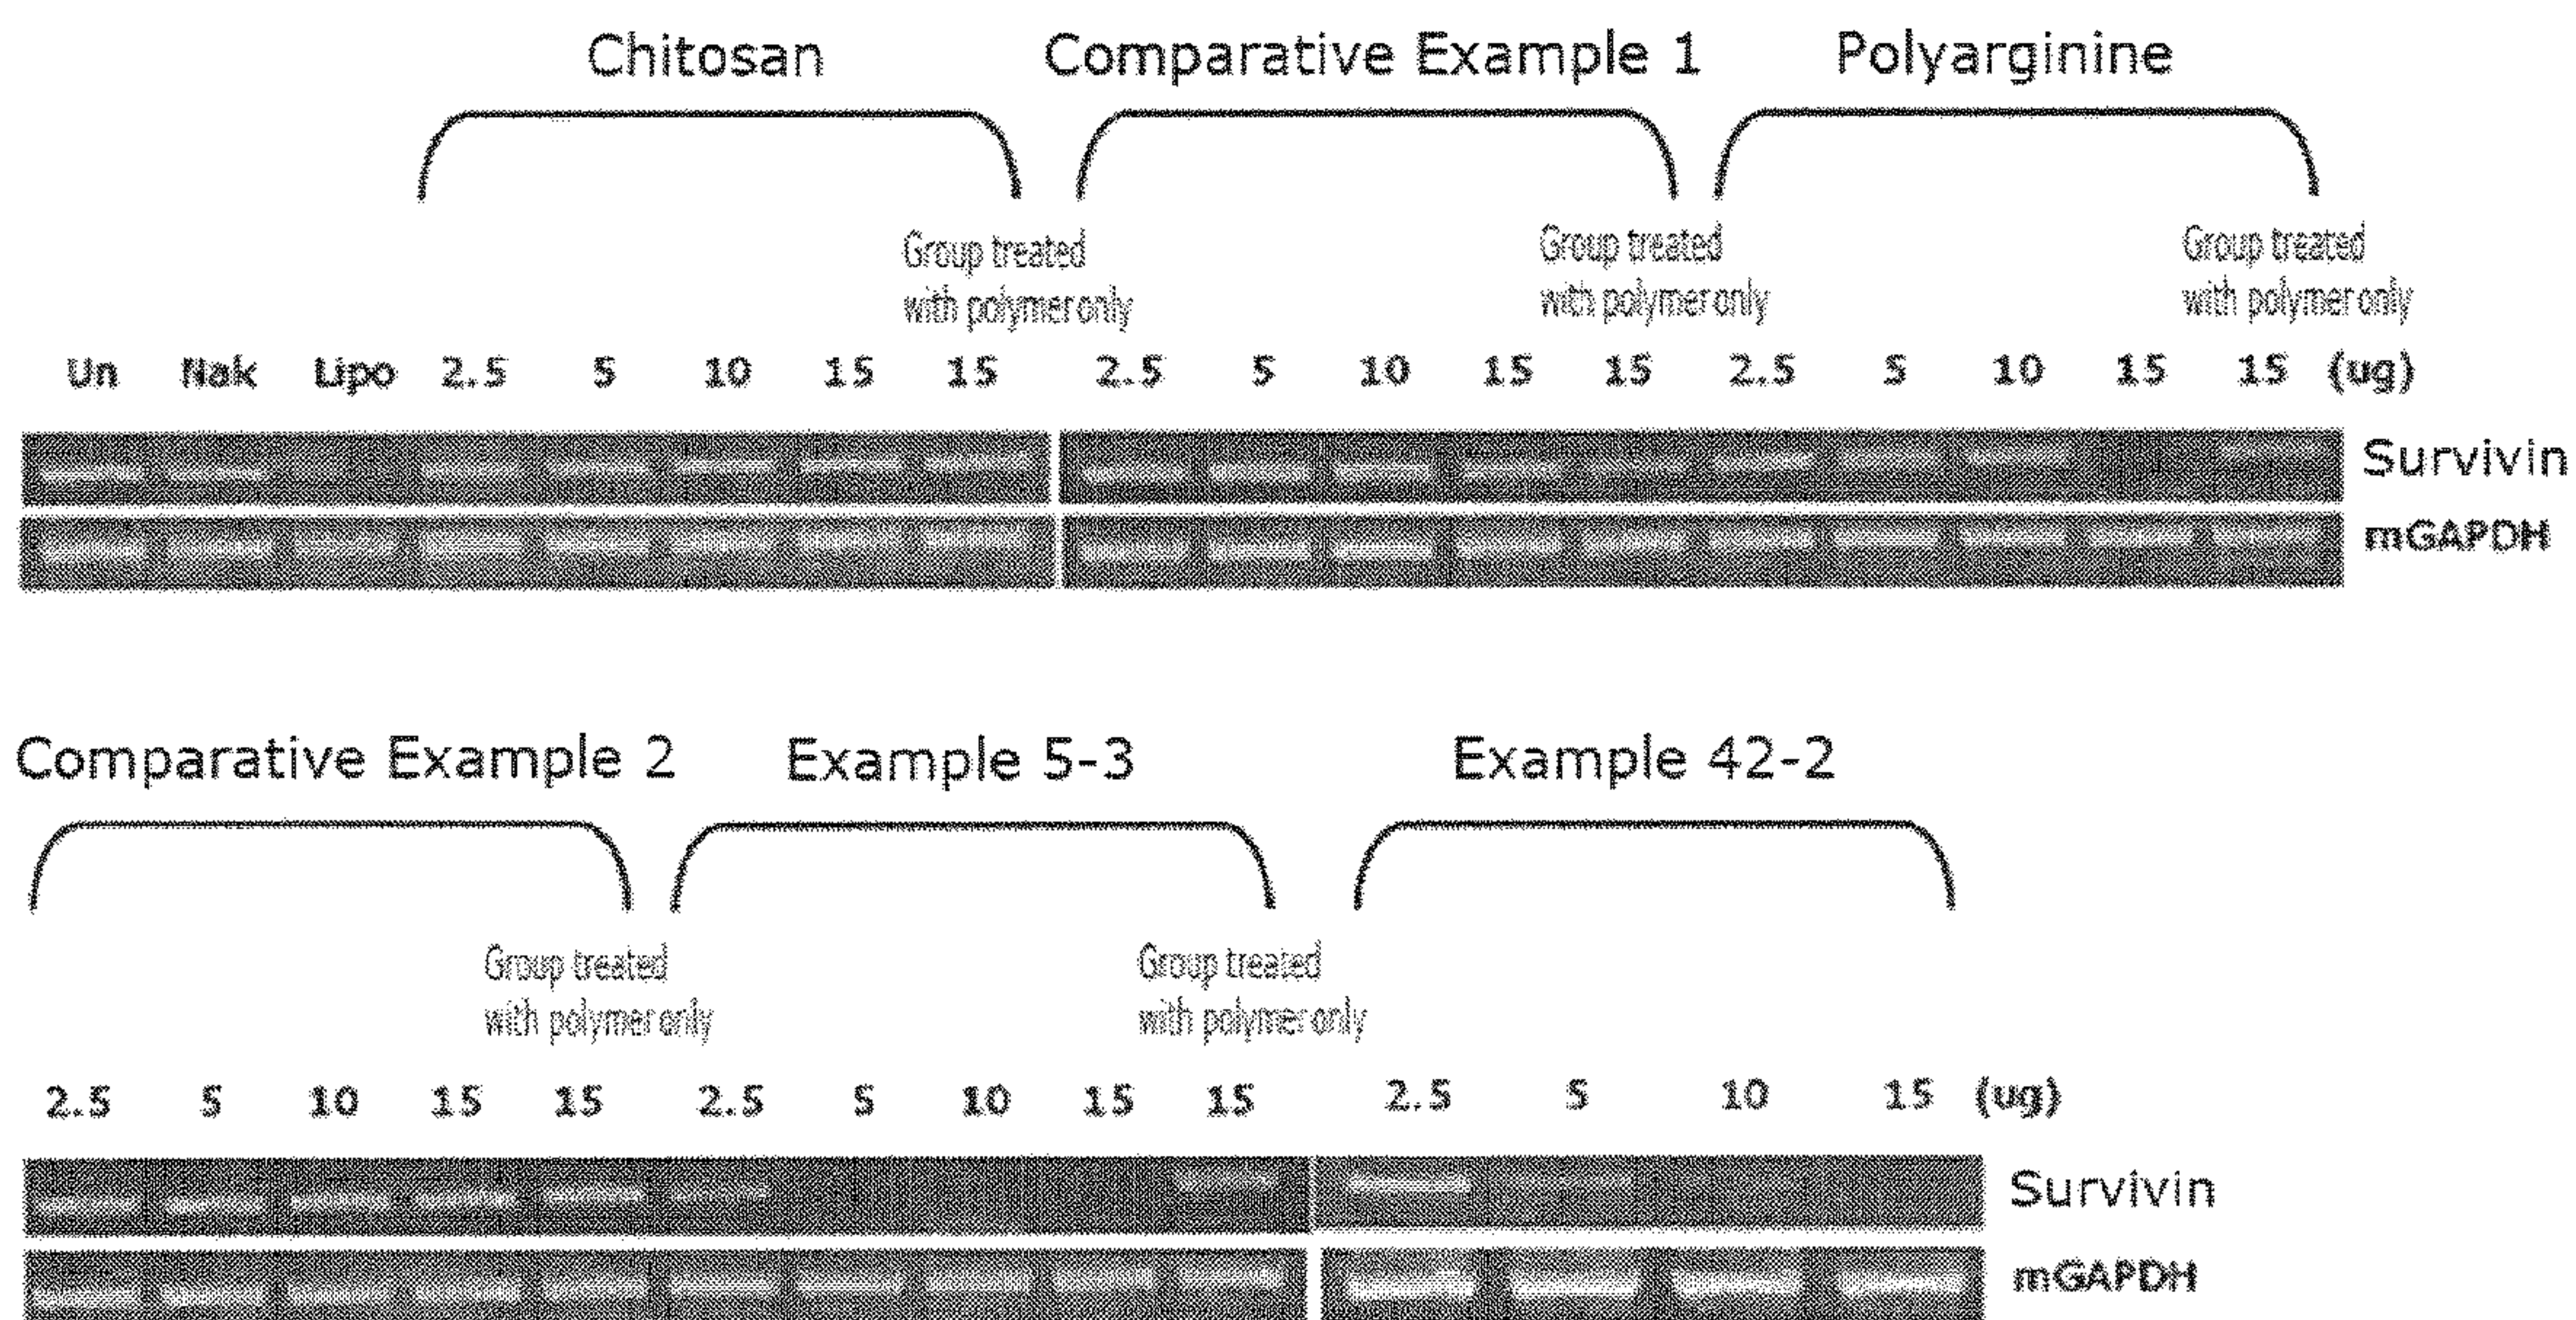 Chitosan Comparative Example 1 Polyarginine
Group treated
with polymer only
Group treated
with polymer only
Group treated
with polymer only
Un Nak Lipo 2.5 5 10 15 15 2.5 5 10 15 15 2.5 5 10 15 15 (ug)
Survivin
mGAPDH
Comparative Example 2 Example 5-3 Example 42-2
Group treated
with polymer only
Group treated
with polymer only
2.5 5 10 15 15 2.5 5 10 15 15 2.5 5 10 15 (ug)
Survivin
mGAPDH